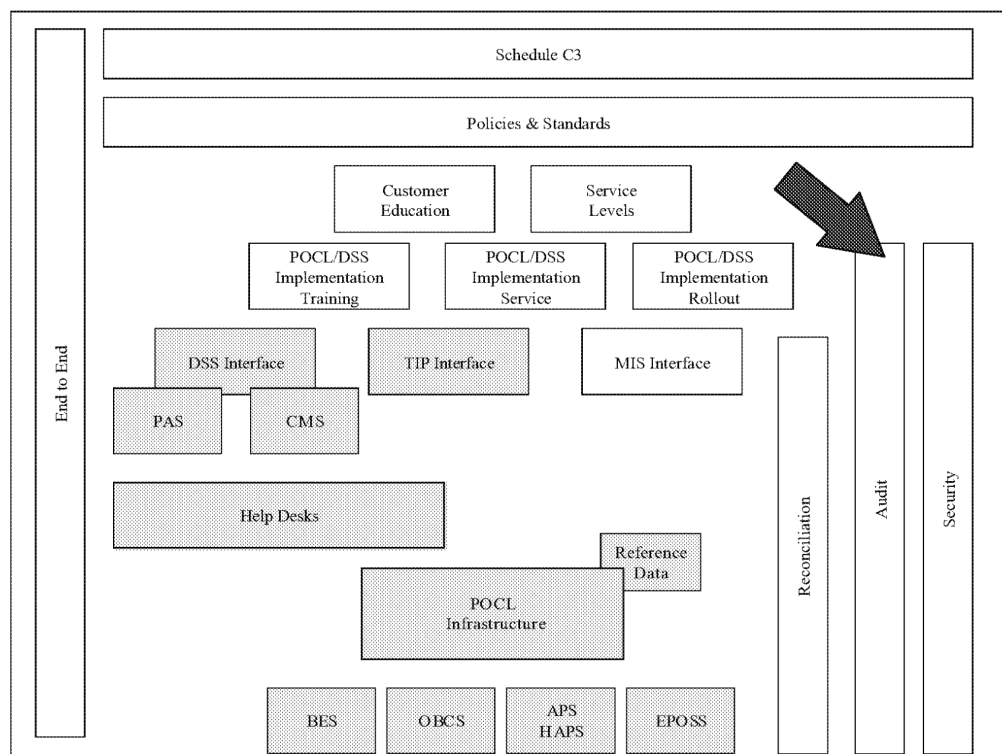 Schedule C3
Policies & Standards
Customer
Education
Service
Levels
POCL/DSS
Implementation
Training
POCL/DSS
Implementation
Service
POCL/DSS
Implementation
Rollout
DSS Interface
TIP Interface
MIS Interface
PAS
CMS
End to End
Help Desks
Reference
Data
POCL
Infrastructure
Reconciliation
Audit
Security
BES
OBCS
APS
HAPS
EPOSS